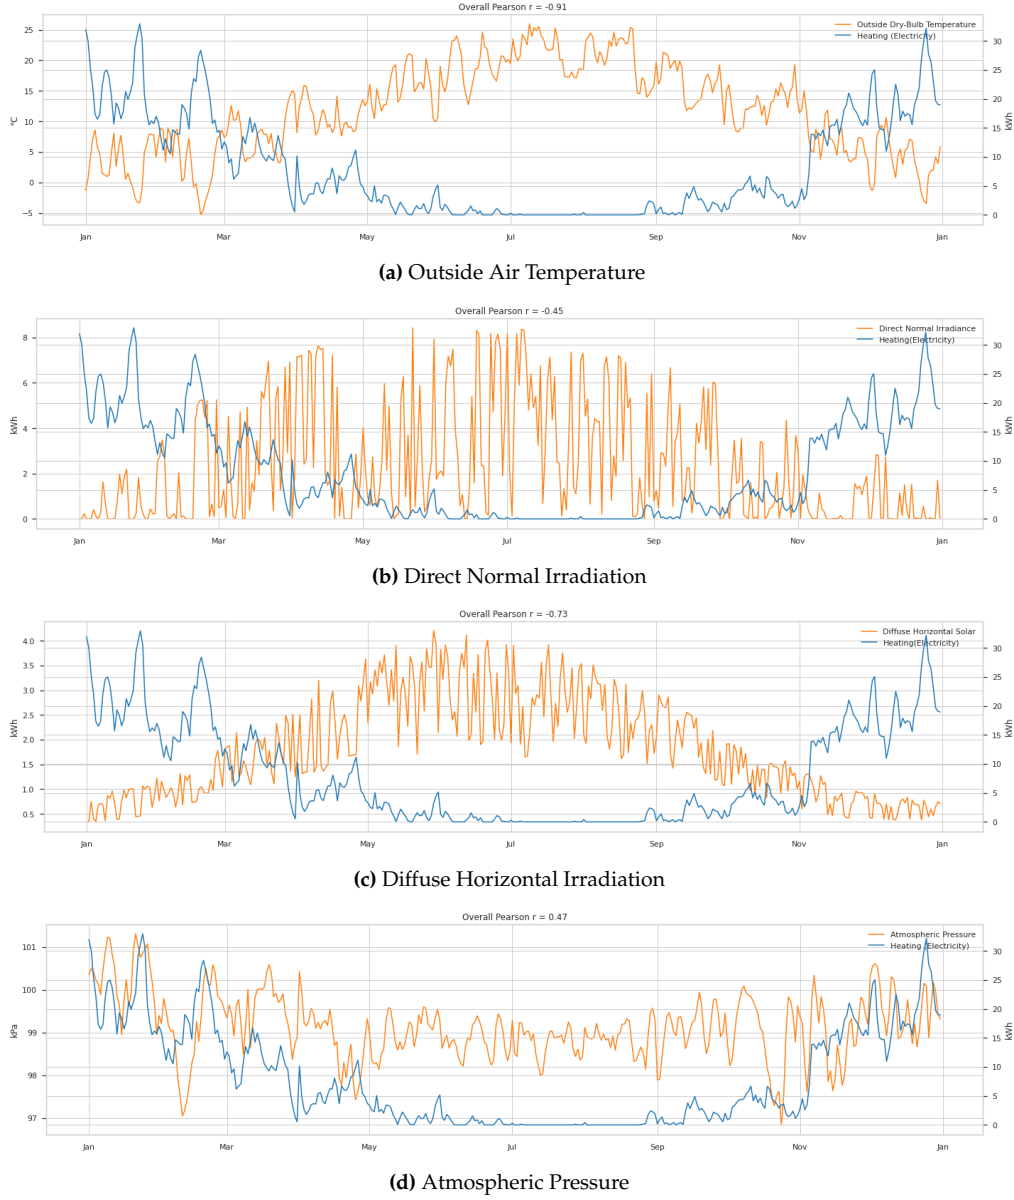 Overall Pearson r = -0.91
Outside Dry-Bulb Temperature
Heating (Electricity)
25
20
15
10
5
0
−5
°C
30
25
20
15
10
5
0
kWh
Jan Mar May Jul Sep Nov Jan
(a) Outside Air Temperature
Overall Pearson r = -0.45
Direct Normal Irradiance
Heating(Electricity)
8
6
4
2
0
kWh
30
25
20
15
10
5
0
kWh
Jan Mar May Jul Sep Nov Jan
(b) Direct Normal Irradiation
Overall Pearson r = -0.73
Diffuse Horizontal Solar
Heating(Electricity)
4.0
3.5
3.0
2.5
2.0
1.5
1.0
0.5
kWh
30
25
20
15
10
5
0
kWh
Jan Mar May Jul Sep Nov Jan
(c) Diffuse Horizontal Irradiation
Overall Pearson r = 0.47
Atmospheric Pressure
Heating (Electricity)
101
100
99
98
97
kPa
30
25
20
15
10
5
0
kWh
Jan Mar May Jul Sep Nov Jan
(d) Atmospheric Pressure